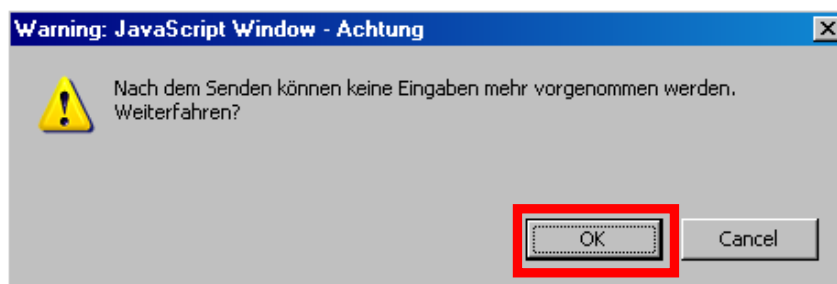 Warning: JavaScript Window - Achtung
Nach dem Senden können keine Eingaben mehr vorgenommen werden.
Weiterfahren?
OK
Cancel